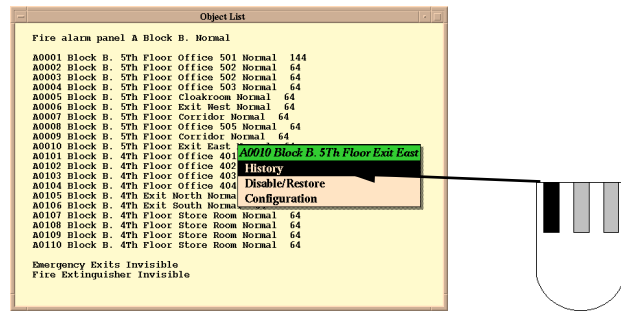 Object List
Fire alarm panel A Block B. Normal
A0001 Block B. 5Th Floor Office 501 Normal 144
A0002 Block B. 5Th Floor Office 502 Normal 64
A0003 Block B. 5Th Floor Office 502 Normal 64
A0004 Block B. 5Th Floor Office 503 Normal 64
A0005 Block B. 5Th Floor Cloakroom Normal 64
A0006 Block B. 5Th Floor Exit West Normal 64
A0007 Block B. 5Th Floor Corridor Normal 64
A0008 Block B. 5Th Floor Office 505 Normal 64
A0009 Block B. 5Th Floor Corridor Normal 64
A0010 Block B. 5Th Floor Exit East
A0010 Block B. 5Th Floor Exit East
History
Disable/Restore
Configuration
A0101 Block B. 4Th Floor Office 401
A0102 Block B. 4Th Floor Office 402
A0103 Block B. 4Th Floor Office 403
A0104 Block B. 4Th Floor Office 404
A0105 Block B. 4Th Exit North Norma
A0106 Block B. 4Th Exit South Norma
A0107 Block B. 4Th Floor Store Room Normal 64
A0108 Block B. 4Th Floor Store Room Normal 64
A0109 Block B. 4Th Floor Store Room Normal 64
A0110 Block B. 4Th Floor Store Room Normal 64
Emergency Exits Invisible
Fire Extinguisher Invisible